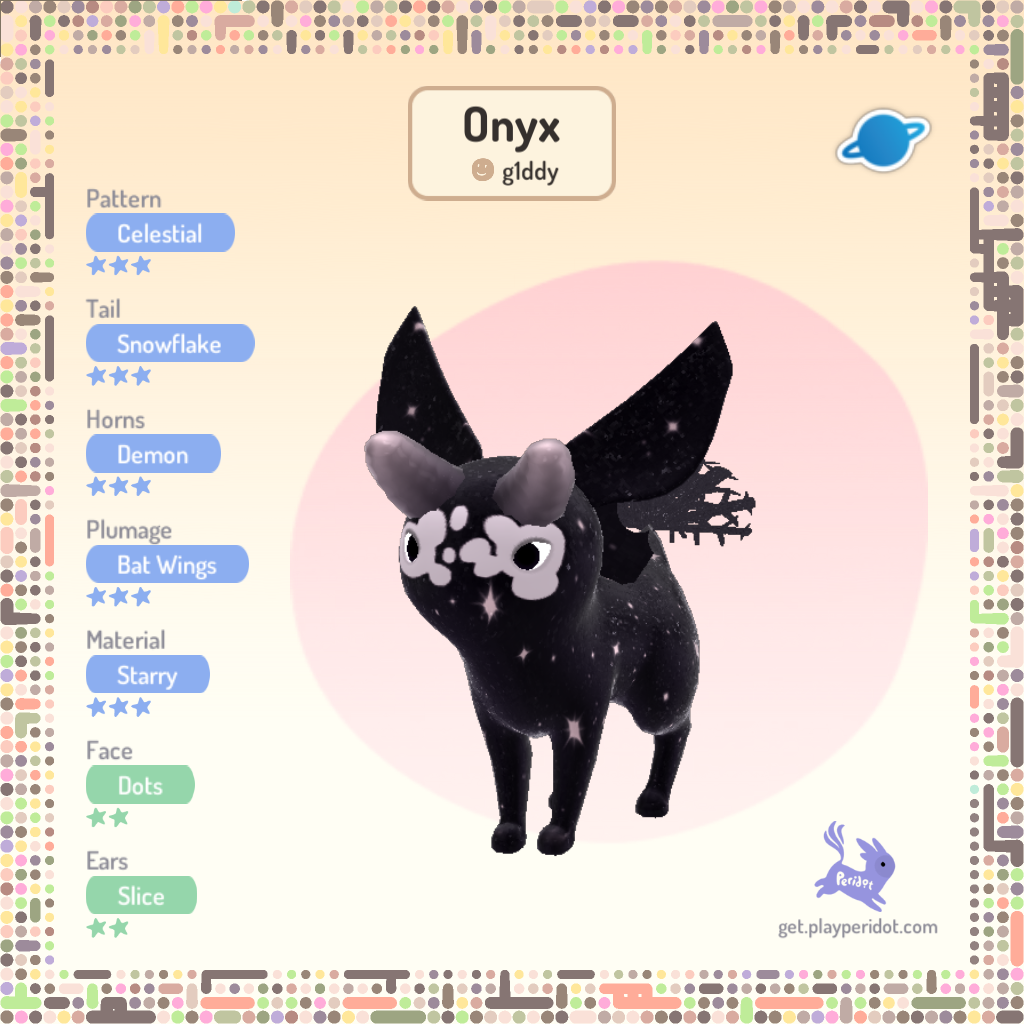 Onyx
g1ddy
Pattern
Celestial
Tail
Snowflake
Horns
Demon
Plumage
Bat Wings
Material
Starry
Face
Dots
Ears
Slice
Peridot
get.playperidot.com